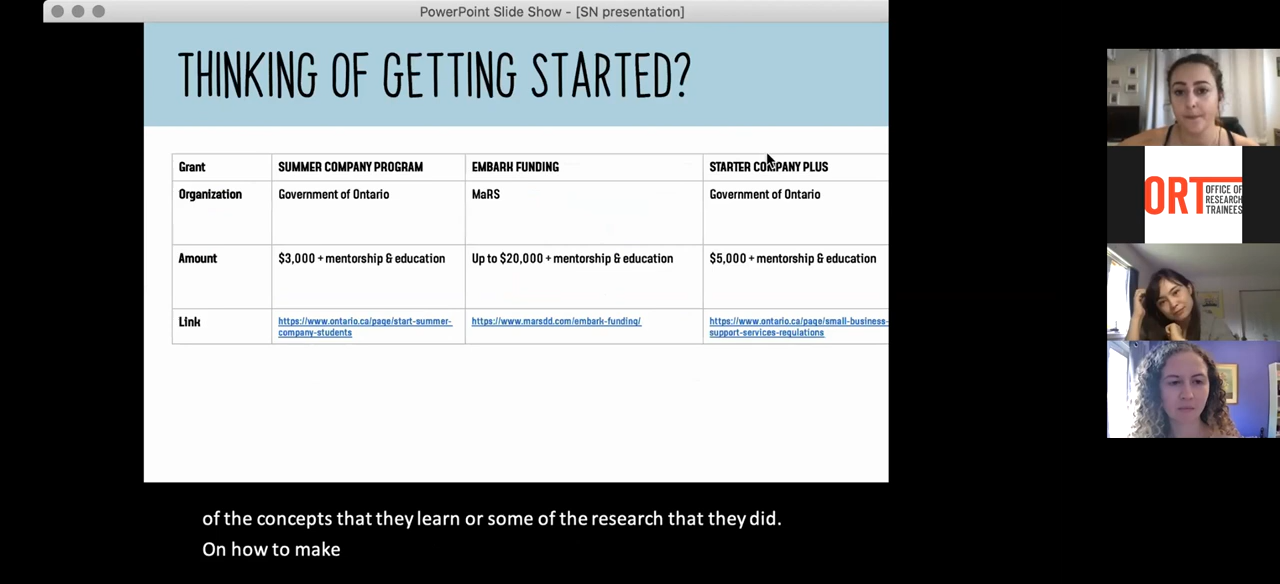 PowerPoint Slide Show - [SN presentation]
THINKING OF GETTING STARTED?
Grant SUMMER COMPANY PROGRAM EMBARH FUNDING STARTER COMPANY PLUS
Organization Government of Ontario MaRS Government of Ontario
Amount $3,000 + mentorship & education Up to $20,000 + mentorship & education $5,000 + mentorship & education
Link https://www.ontario.ca/page/start-summer- https://www.marsdd.com/embark-funding/ https://www.ontario.ca/page/small-business-
company-students support-services-regulations
ORT OFFICE OF
RESEARCH
TRAINEES
of the concepts that they learn or some of the research that they did.
On how to make